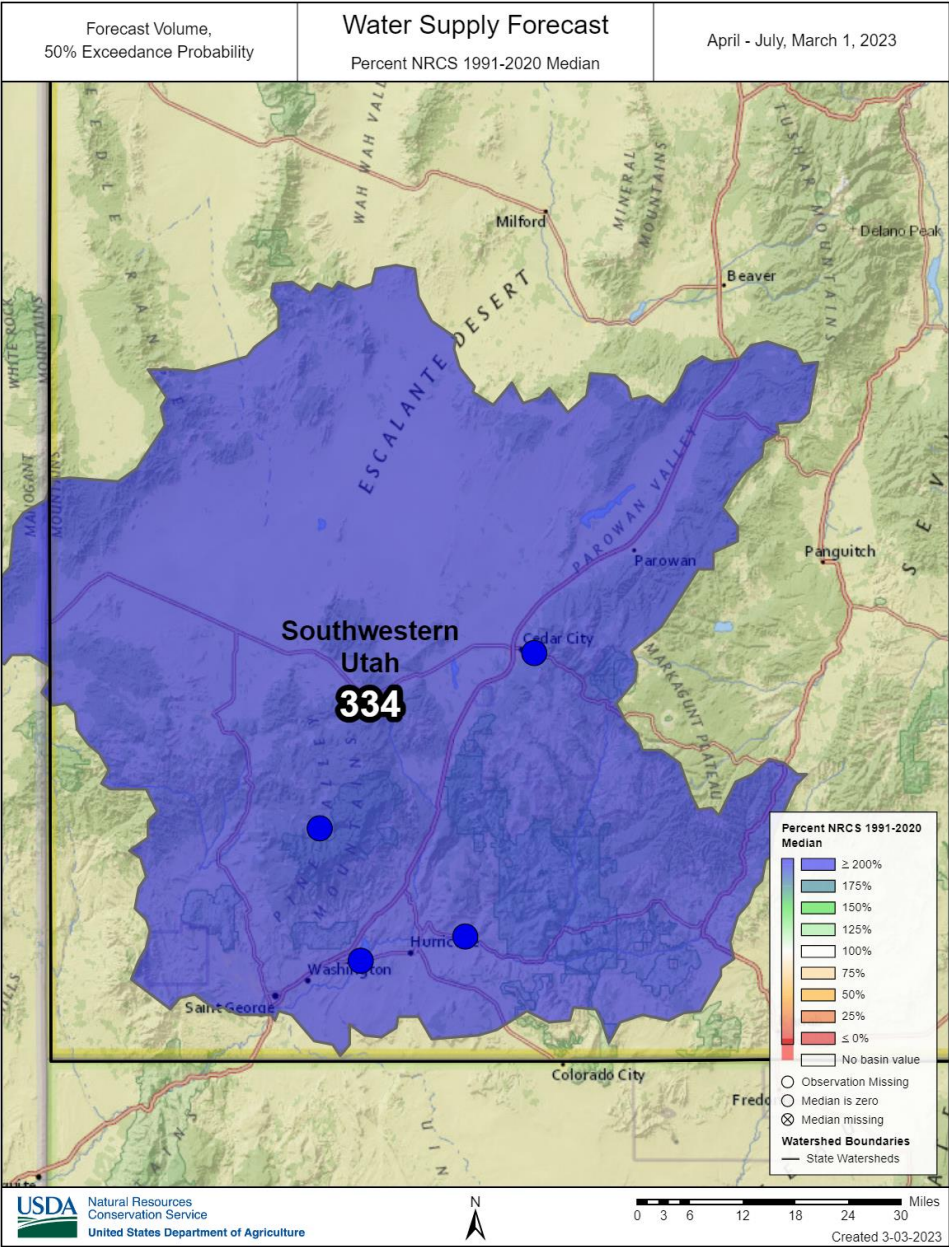 Forecast Volume,
50% Exceedance Probability
Water Supply Forecast
Percent NRCS 1991-2020 Median
April - July, March 1, 2023
WAH WAH VALL
MINERAL
MOUNTAINS
TUSHAR MOUNTAINS
Milford
Delano Peak
Beaver
WHITE ROCK
MOUNTAINS
ESCALANTE DESERT
PAROWAN VALLEY
MOUNTAINS
Parowan
Panguitch
S E V
Southwestern
Utah
334
Cedar City
MARKAGUNT PLATEAU
PINE VALLEY
MOUNTAINS
Washington
Saint George
Colorado City
Fredo
Percent NRCS 1991-2020
Median
≥ 200%
175%
150%
125%
100%
75%
50%
25%
≤ 0%
No basin value
Observation Missing
Median is zero
Median missing
Watershed Boundaries
State Watersheds
USDA
Natural Resources
Conservation Service
United States Department of Agriculture
N
Miles
0 3 6 12 18 24 30
Created 3-03-2023